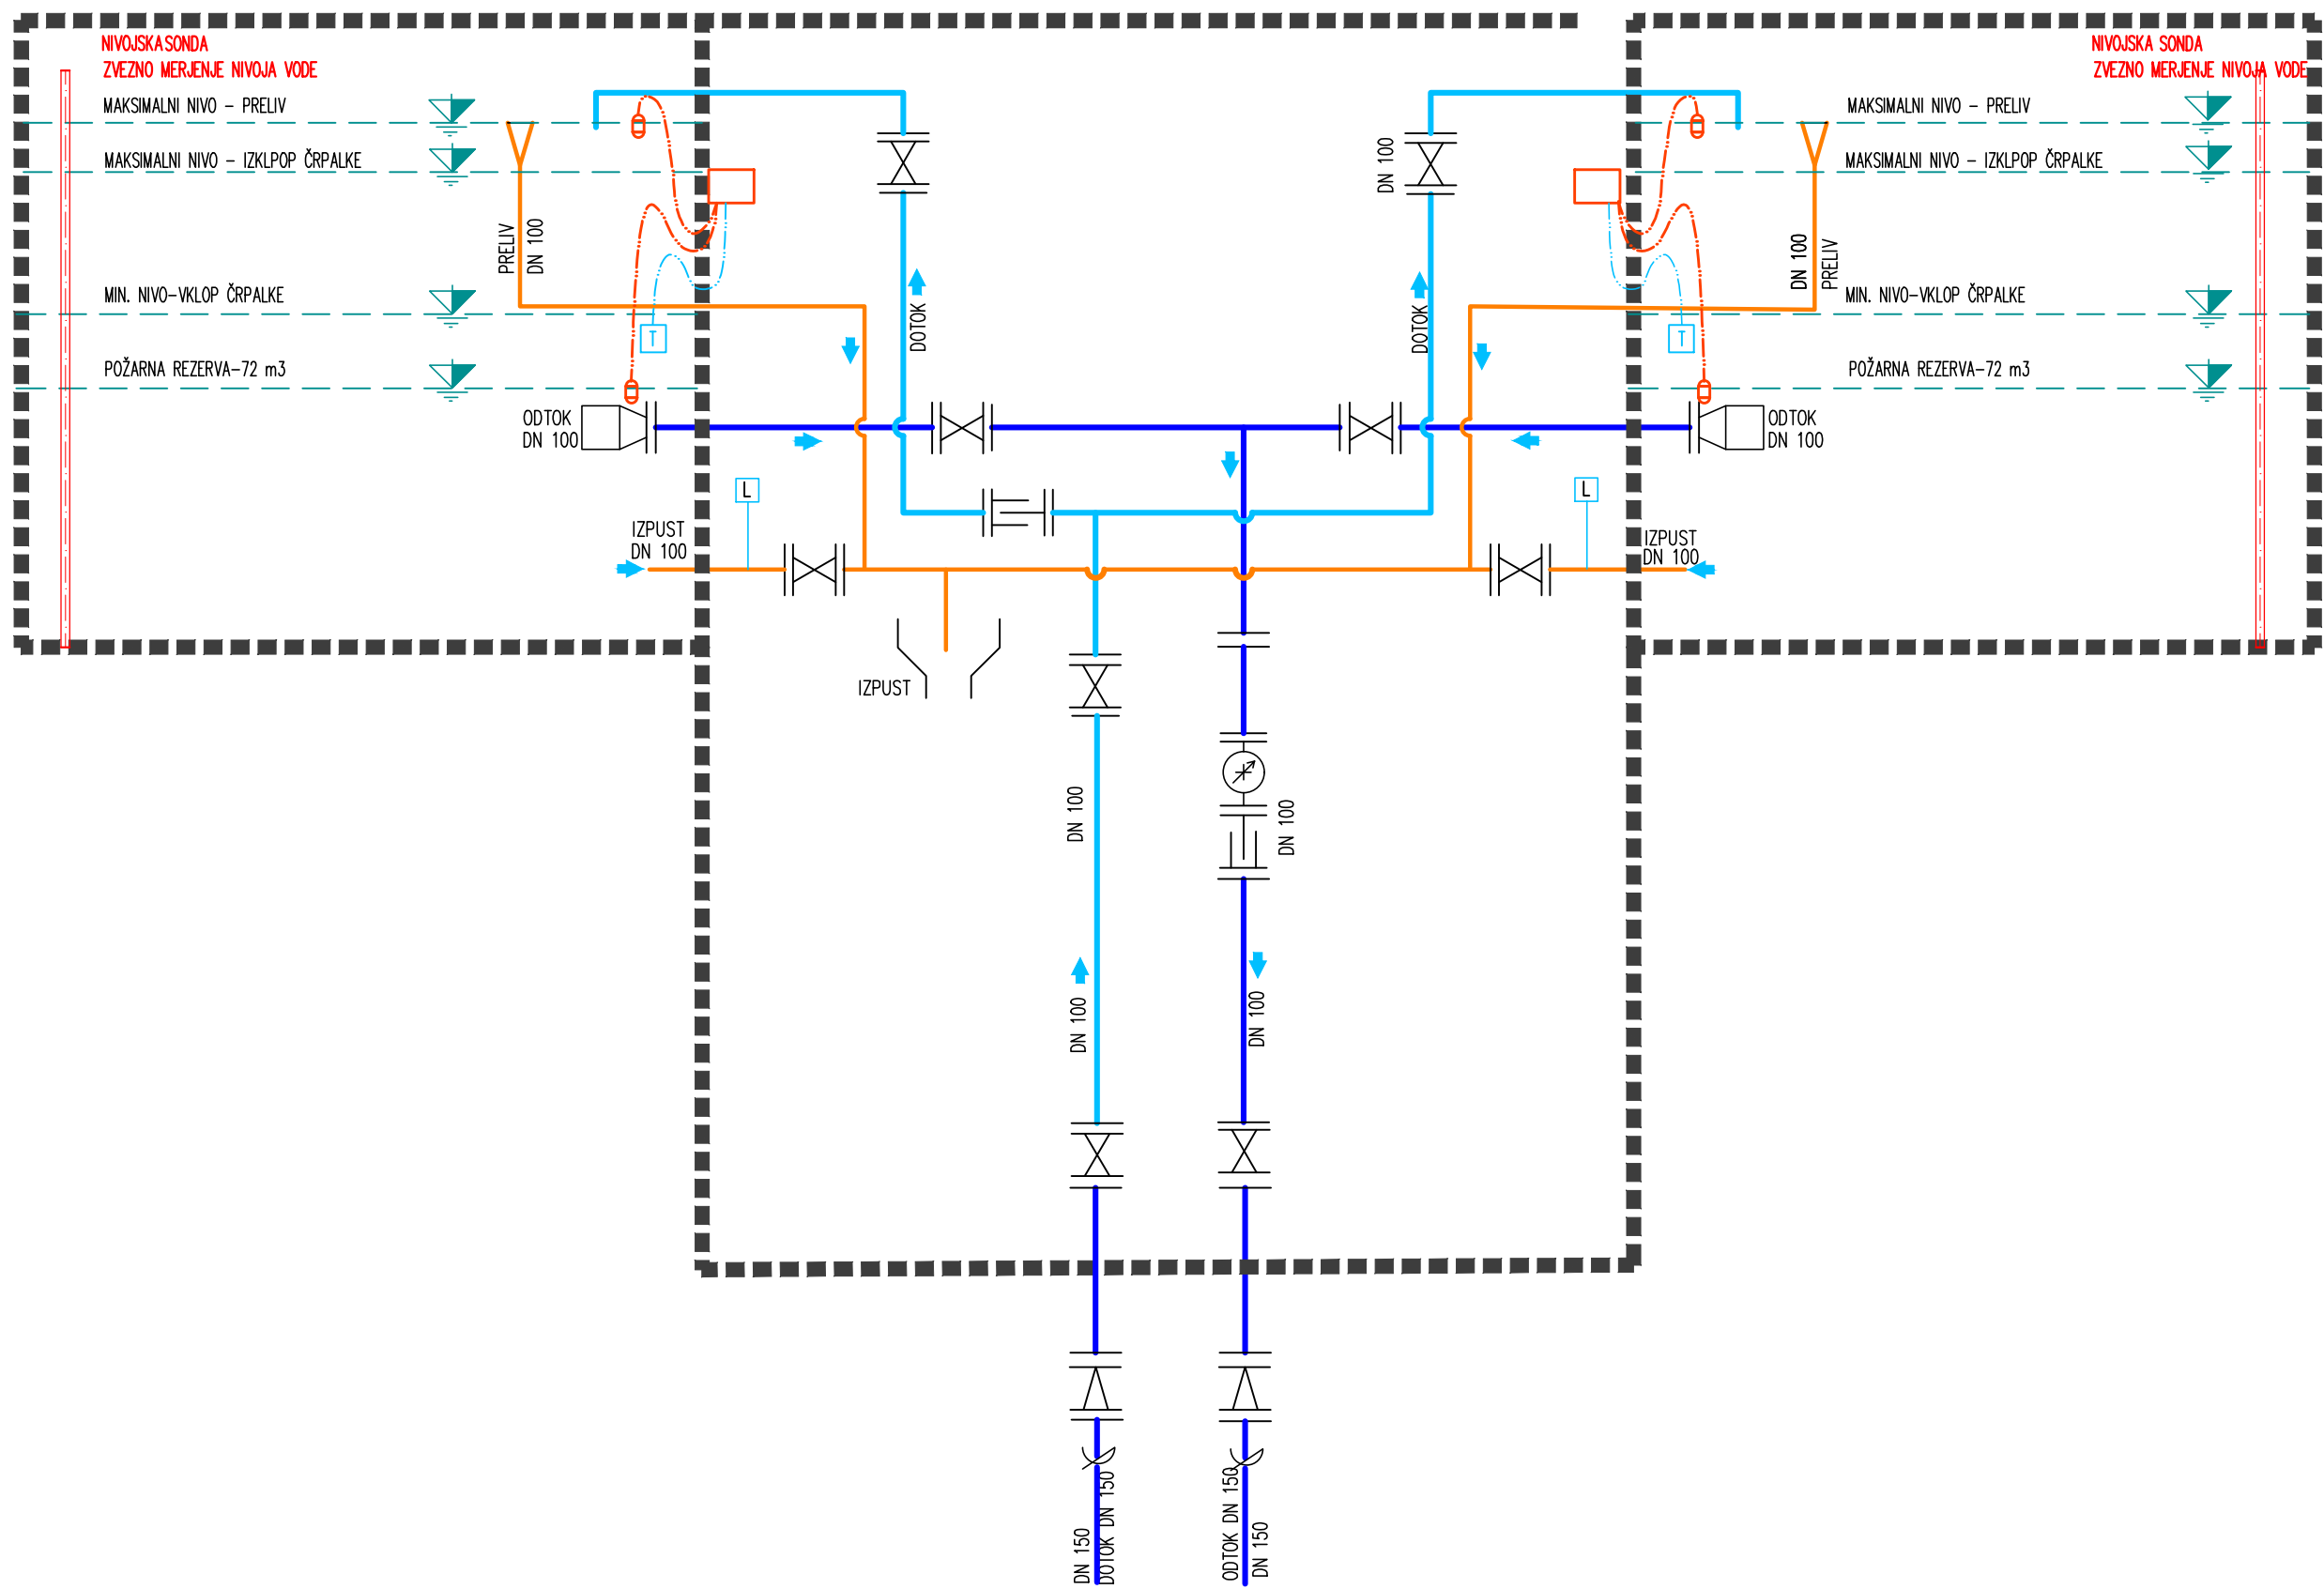 NIVOJSKA SONDA
ZVEZNO MERJENJE NIVOJA VODE
MAKSIMALNI NIVO - PRELIV
MAKSIMALNI NIVO - IZKLPOP ČRPALKE
MIN. NIVO-VKLOP ČRPALKE
POŽARNA REZERVA-72 m3
PRELIV
DN 100
T
ODTOK
DN 100
L
IZPUST
DN 100
DOTOK
IZPUST
DN 100
DOTOK
NIVOJSKA SONDA
ZVEZNO MERJENJE NIVOJA VODE
MAKSIMALNI NIVO - PRELIV
MAKSIMALNI NIVO - IZKLPOP ČRPALKE
MIN. NIVO-VKLOP ČRPALKE
POŽARNA REZERVA-72 m3
DN 100
PRELIV
T
ODTOK
DN 100
L
IZPUST
DN 100
DN 100
DN 100
DN 100
DN 100
DN 150
DOTOK DN 150
ODTOK DN 150
DN 150